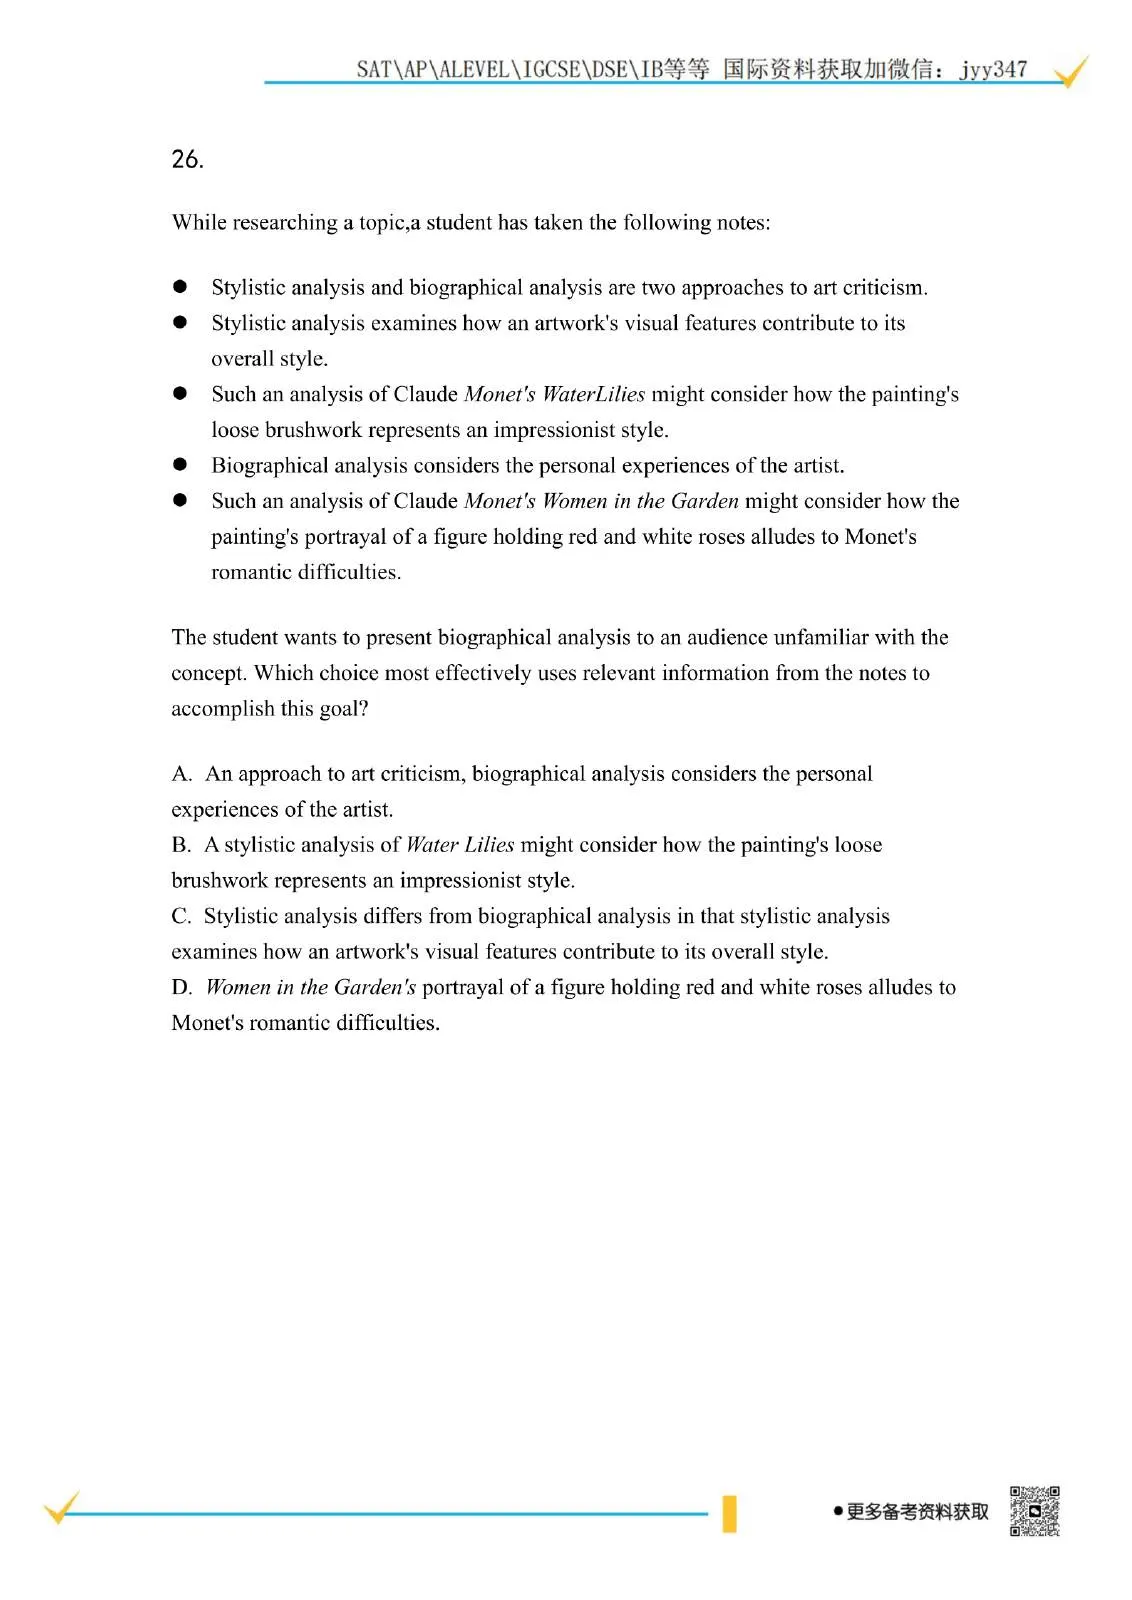 SAT\AP\ALEVEL\IGCSE\DSE\IB等等 国际资料获取加微信：jyy347
26.
While researching a topic,a student has taken the following notes:
● Stylistic analysis and biographical analysis are two approaches to art criticism.
● Stylistic analysis examines how an artwork's visual features contribute to its
overall style.
● Such an analysis of Claude Monet's WaterLilies might consider how the painting's
loose brushwork represents an impressionist style.
● Biographical analysis considers the personal experiences of the artist.
● Such an analysis of Claude Monet's Women in the Garden might consider how the
painting's portrayal of a figure holding red and white roses alludes to Monet's
romantic difficulties.
The student wants to present biographical analysis to an audience unfamiliar with the
concept. Which choice most effectively uses relevant information from the notes to
accomplish this goal?
A. An approach to art criticism, biographical analysis considers the personal
experiences of the artist.
B. A stylistic analysis of Water Lilies might consider how the painting's loose
brushwork represents an impressionist style.
C. Stylistic analysis differs from biographical analysis in that stylistic analysis
examines how an artwork's visual features contribute to its overall style.
D. Women in the Garden's portrayal of a figure holding red and white roses alludes to
Monet's romantic difficulties.
●更多备考资料获取